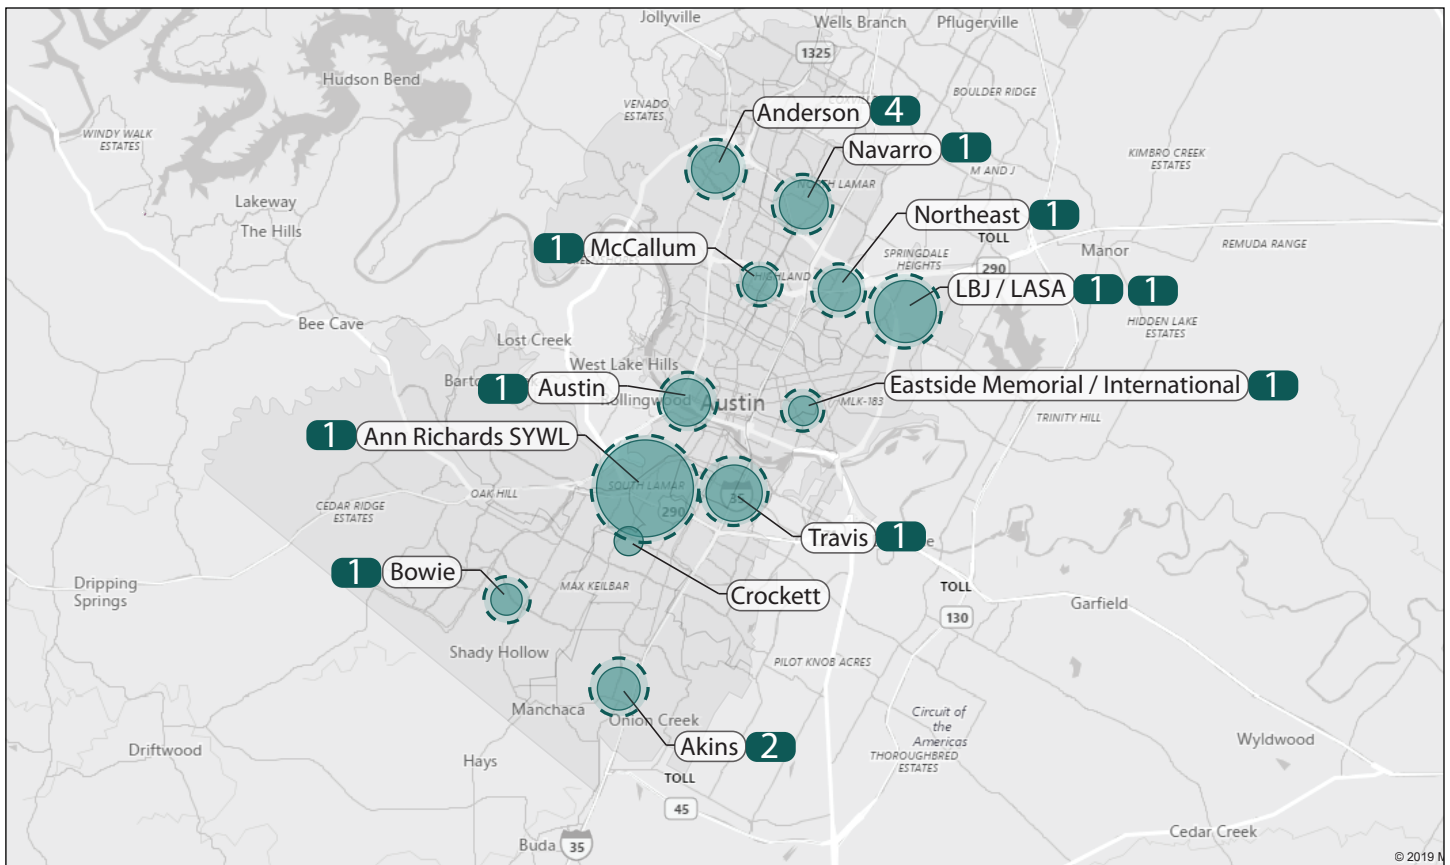 Jollyville
Wells Branch
Pflugerville
1325
Hudson Bend
VENADO
ESTATES
BOULDER RIDGE
Anderson 4
WINDY WALK
ESTATES
Navarro 1
KIMBRO CREEK
ESTATES
M AND J
NORTH LAMAR
Lakeway
The Hills
Northeast 1
TOLL
290
Manor
REMUDA RANGE
1 McCallum
SPRINGDALE
HEIGHTS
HIGHLAND
LBJ / LASA 1 1
HIDDEN LAKE
ESTATES
Bee Cave
Lost Creek
West Lake Hills
1 Austin
Hollingwood
Austin
Eastside Memorial / International 1
MLK-183
TRINITY HILL
1 Ann Richards SYWL
SOUTH LAMAR
OAK HILL
CEDAR RIDGE
ESTATES
290
35
Travis 1
1 Bowie
Crockett
MAX KEILBAR
Dripping
Springs
TOLL
130
Garfield
Shady Hollow
PILOT KNOB ACRES
Manchaca
Onion Creek
Akins 2
Circuit of
the
Americas
THOROUGHBRED
ESTATES
Driftwood
Hays
TOLL
45
Wyldwood
Buda
35
Cedar Creek
© 2019 M